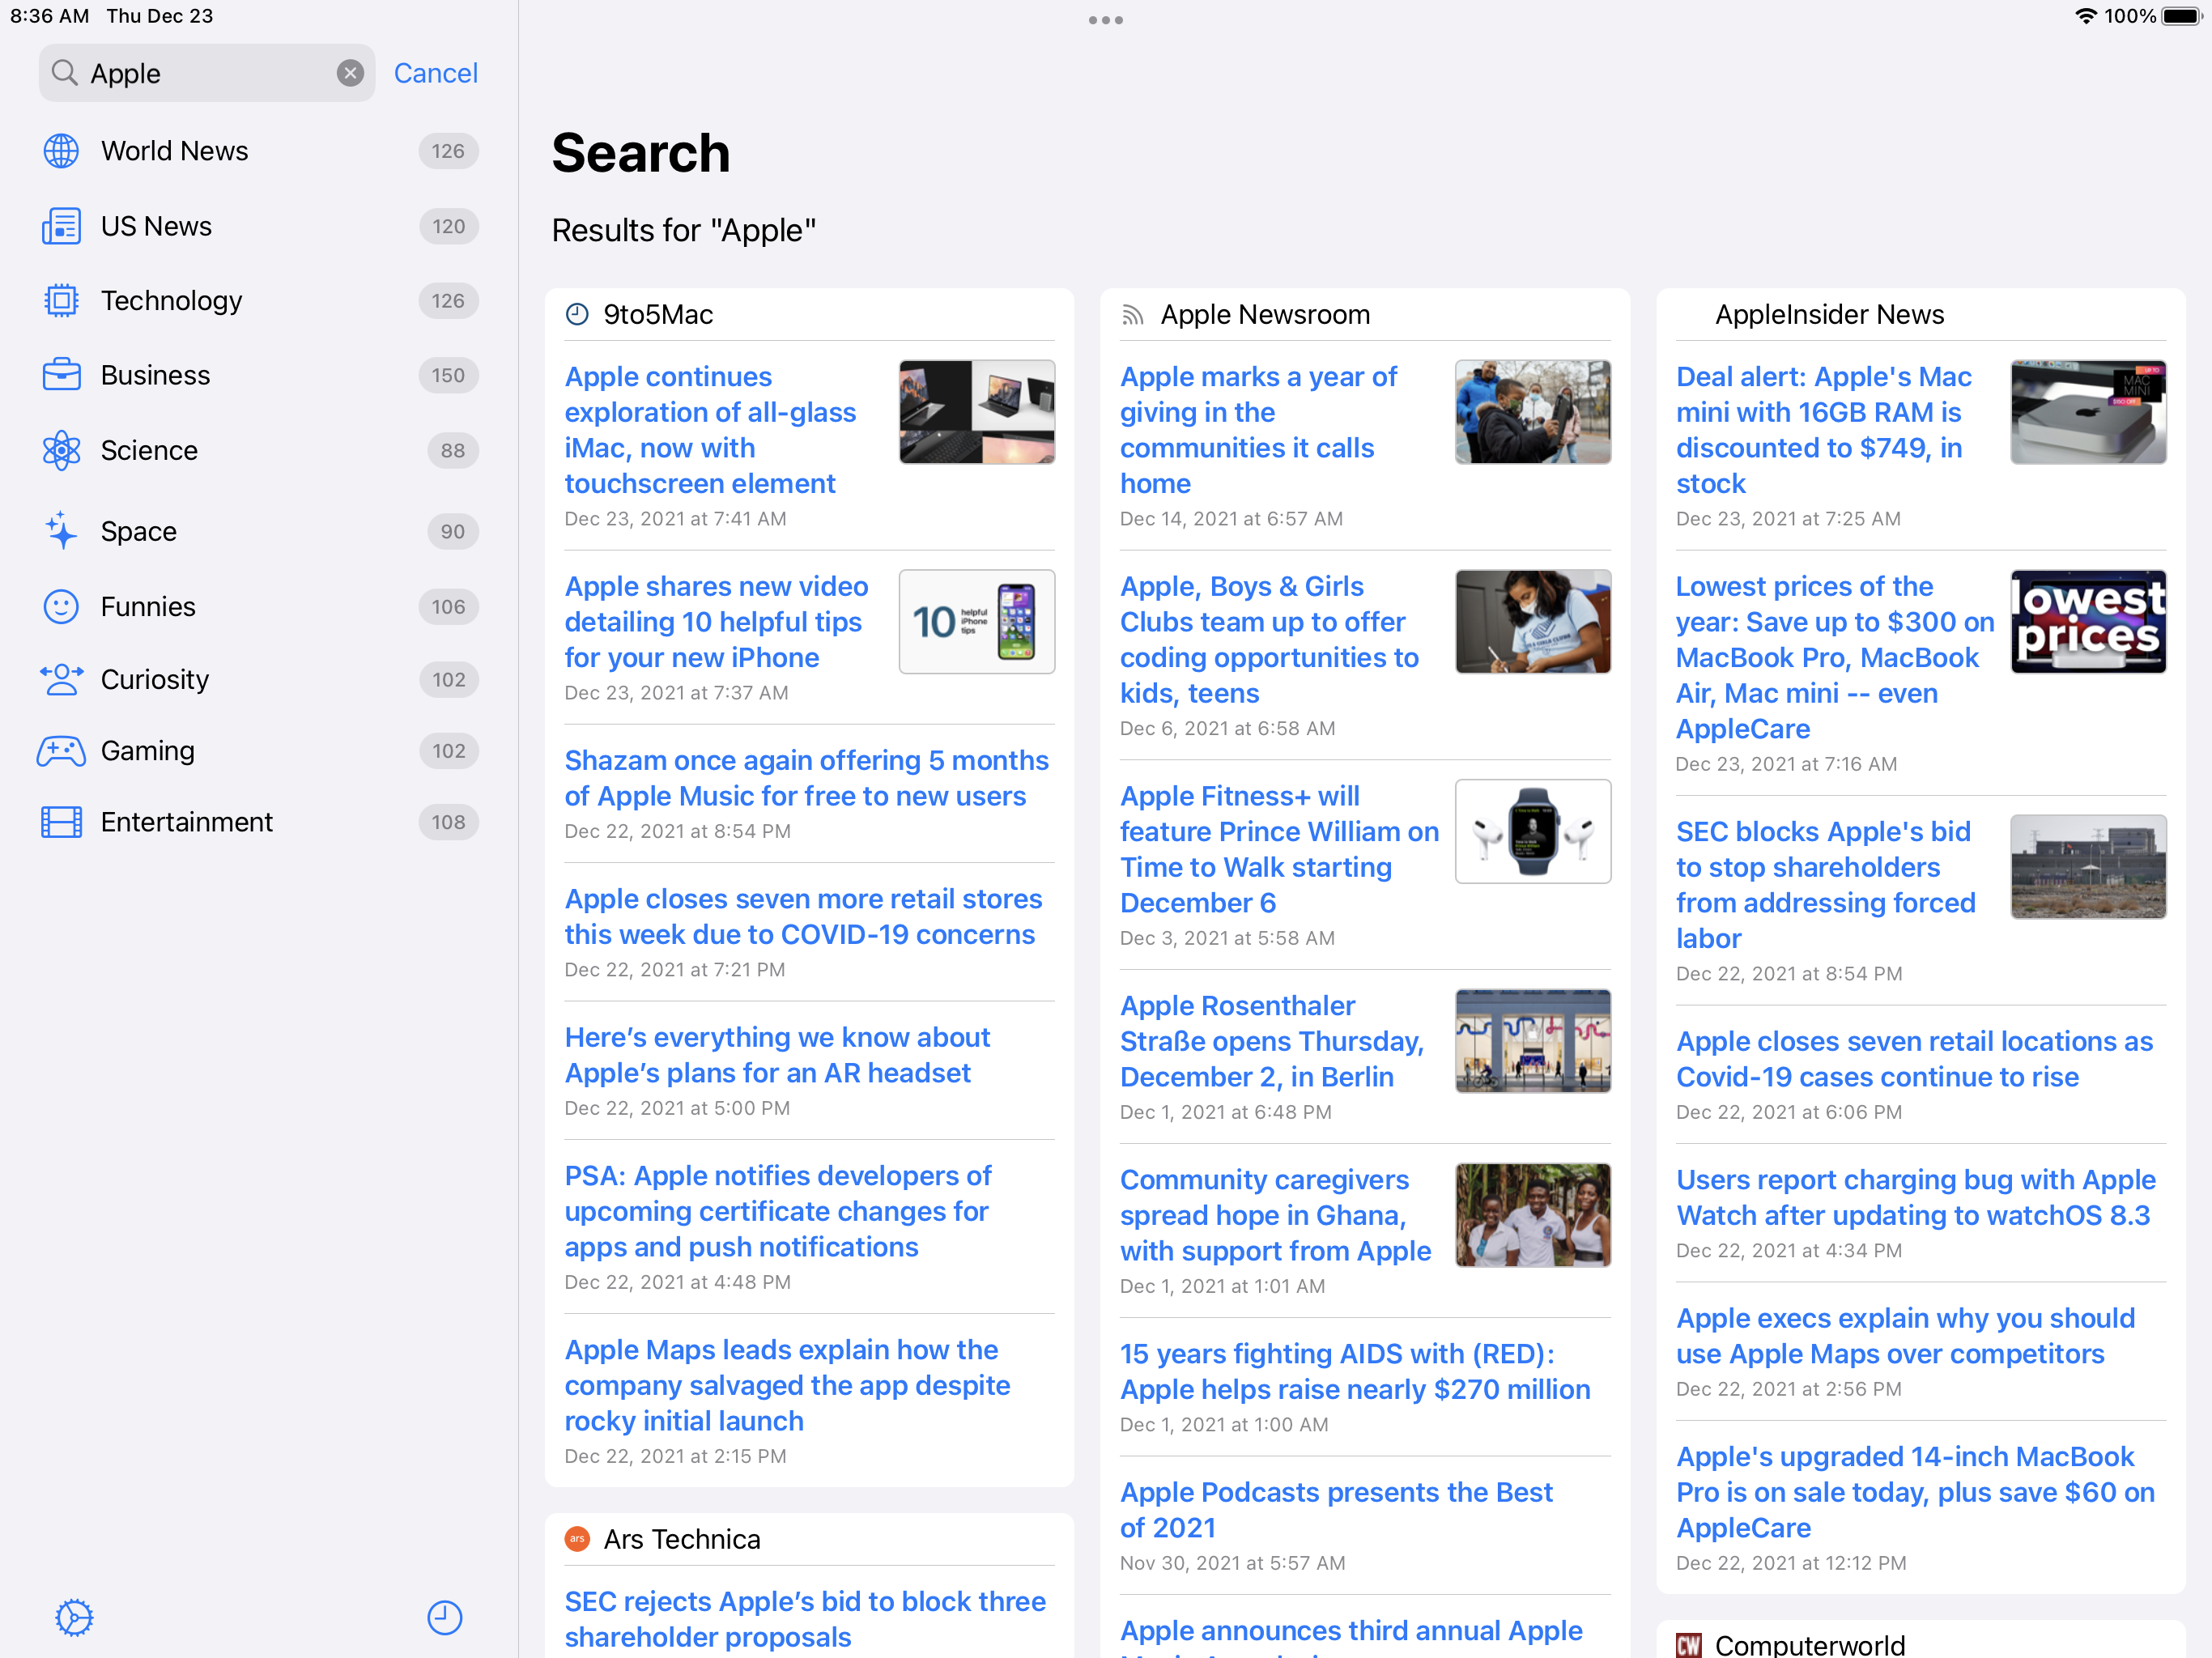 8:36 AM Thu Dec 23
100%
Apple
Cancel
World News 126
US News 120
Technology 126
Business 150
Science 88
Space 90
Funnies 106
Curiosity 102
Gaming 102
Entertainment 108
Search
Results for "Apple"
9to5Mac
Apple continues
exploration of all-glass
iMac, now with
touchscreen element
Dec 23, 2021 at 7:41 AM
Apple shares new video
detailing 10 helpful tips
for your new iPhone
10
helpful
iPhone
tips
Dec 23, 2021 at 7:37 AM
Shazam once again offering 5 months
of Apple Music for free to new users
Dec 22, 2021 at 8:54 PM
Apple closes seven more retail stores
this week due to COVID-19 concerns
Dec 22, 2021 at 7:21 PM
Here’s everything we know about
Apple’s plans for an AR headset
Dec 22, 2021 at 5:00 PM
PSA: Apple notifies developers of
upcoming certificate changes for
apps and push notifications
Dec 22, 2021 at 4:48 PM
Apple Maps leads explain how the
company salvaged the app despite
rocky initial launch
Dec 22, 2021 at 2:15 PM
ars
Ars Technica
SEC rejects Apple’s bid to block three
shareholder proposals
Apple Newsroom
Apple marks a year of
giving in the
communities it calls
home
Dec 14, 2021 at 6:57 AM
Apple, Boys & Girls
Clubs team up to offer
coding opportunities to
kids, teens
Dec 6, 2021 at 6:58 AM
Apple Fitness+ will
feature Prince William on
Time to Walk starting
December 6
Dec 3, 2021 at 5:58 AM
Apple Rosenthaler
Straße opens Thursday,
December 2, in Berlin
Dec 1, 2021 at 6:48 PM
Community caregivers
spread hope in Ghana,
with support from Apple
Dec 1, 2021 at 1:01 AM
15 years fighting AIDS with (RED):
Apple helps raise nearly $270 million
Dec 1, 2021 at 1:00 AM
Apple Podcasts presents the Best
of 2021
Nov 30, 2021 at 5:57 AM
Apple announces third annual Apple
AppleInsider News
Deal alert: Apple's Mac
mini with 16GB RAM is
discounted to $749, in
stock
MAC
MINI
Dec 23, 2021 at 7:25 AM
Lowest prices of the
year: Save up to $300 on
MacBook Pro, MacBook
Air, Mac mini -- even
AppleCare
lowest
prices
Dec 23, 2021 at 7:16 AM
SEC blocks Apple's bid
to stop shareholders
from addressing forced
labor
Dec 22, 2021 at 8:54 PM
Apple closes seven retail locations as
Covid-19 cases continue to rise
Dec 22, 2021 at 6:06 PM
Users report charging bug with Apple
Watch after updating to watchOS 8.3
Dec 22, 2021 at 4:34 PM
Apple execs explain why you should
use Apple Maps over competitors
Dec 22, 2021 at 2:56 PM
Apple's upgraded 14-inch MacBook
Pro is on sale today, plus save $60 on
AppleCare
Dec 22, 2021 at 12:12 PM
CW
Computerworld